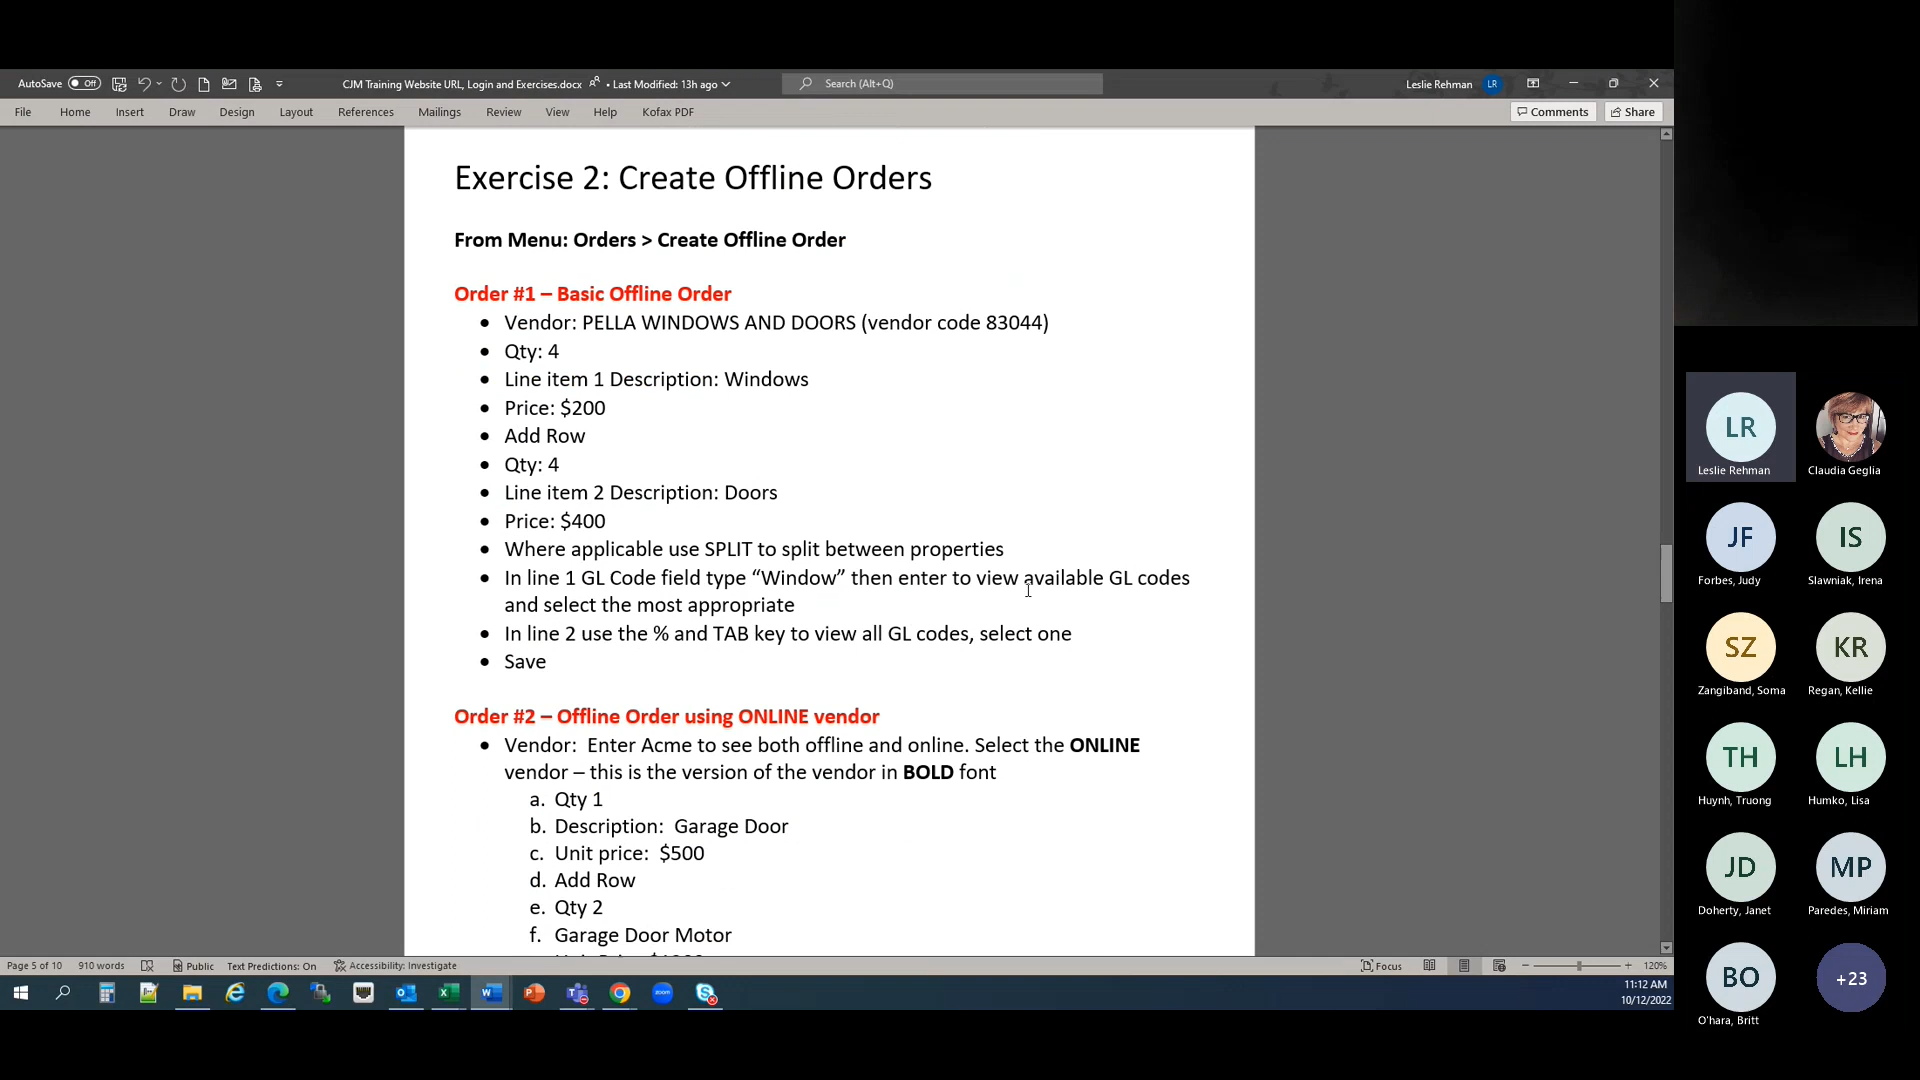 AutoSave Off
CJM Training Website URL, Login and Exercises.docx • Last Modified: 13h ago
Search (Alt+Q)
Leslie Rehman LR
File Home Insert Draw Design Layout References Mailings Review View Help Kofax PDF
Comments Share
Exercise 2: Create Offline Orders
From Menu: Orders > Create Offline Order
Order #1 – Basic Offline Order
• Vendor: PELLA WINDOWS AND DOORS (vendor code 83044)
• Qty: 4
• Line item 1 Description: Windows
• Price: $200
• Add Row
• Qty: 4
• Line item 2 Description: Doors
• Price: $400
• Where applicable use SPLIT to split between properties
• In line 1 GL Code field type “Window” then enter to view available GL codes
and select the most appropriate
• In line 2 use the % and TAB key to view all GL codes, select one
• Save
Order #2 – Offline Order using ONLINE vendor
• Vendor: Enter Acme to see both offline and online. Select the ONLINE
vendor – this is the version of the vendor in BOLD font
a. Qty 1
b. Description: Garage Door
c. Unit price: $500
d. Add Row
e. Qty 2
f. Garage Door Motor
Page 5 of 10 910 words Public Text Predictions: On Accessibility: Investigate
Focus
120%
zoom
11:12 AM
10/12/2022
LR
Leslie Rehman
Claudia Geglia
JF
Forbes, Judy
IS
Slawniak, Irena
SZ
Zangiband, Soma
KR
Regan, Kellie
TH
Huynh, Truong
LH
Humko, Lisa
JD
Doherty, Janet
MP
Paredes, Miriam
BO
O'hara, Britt
+23